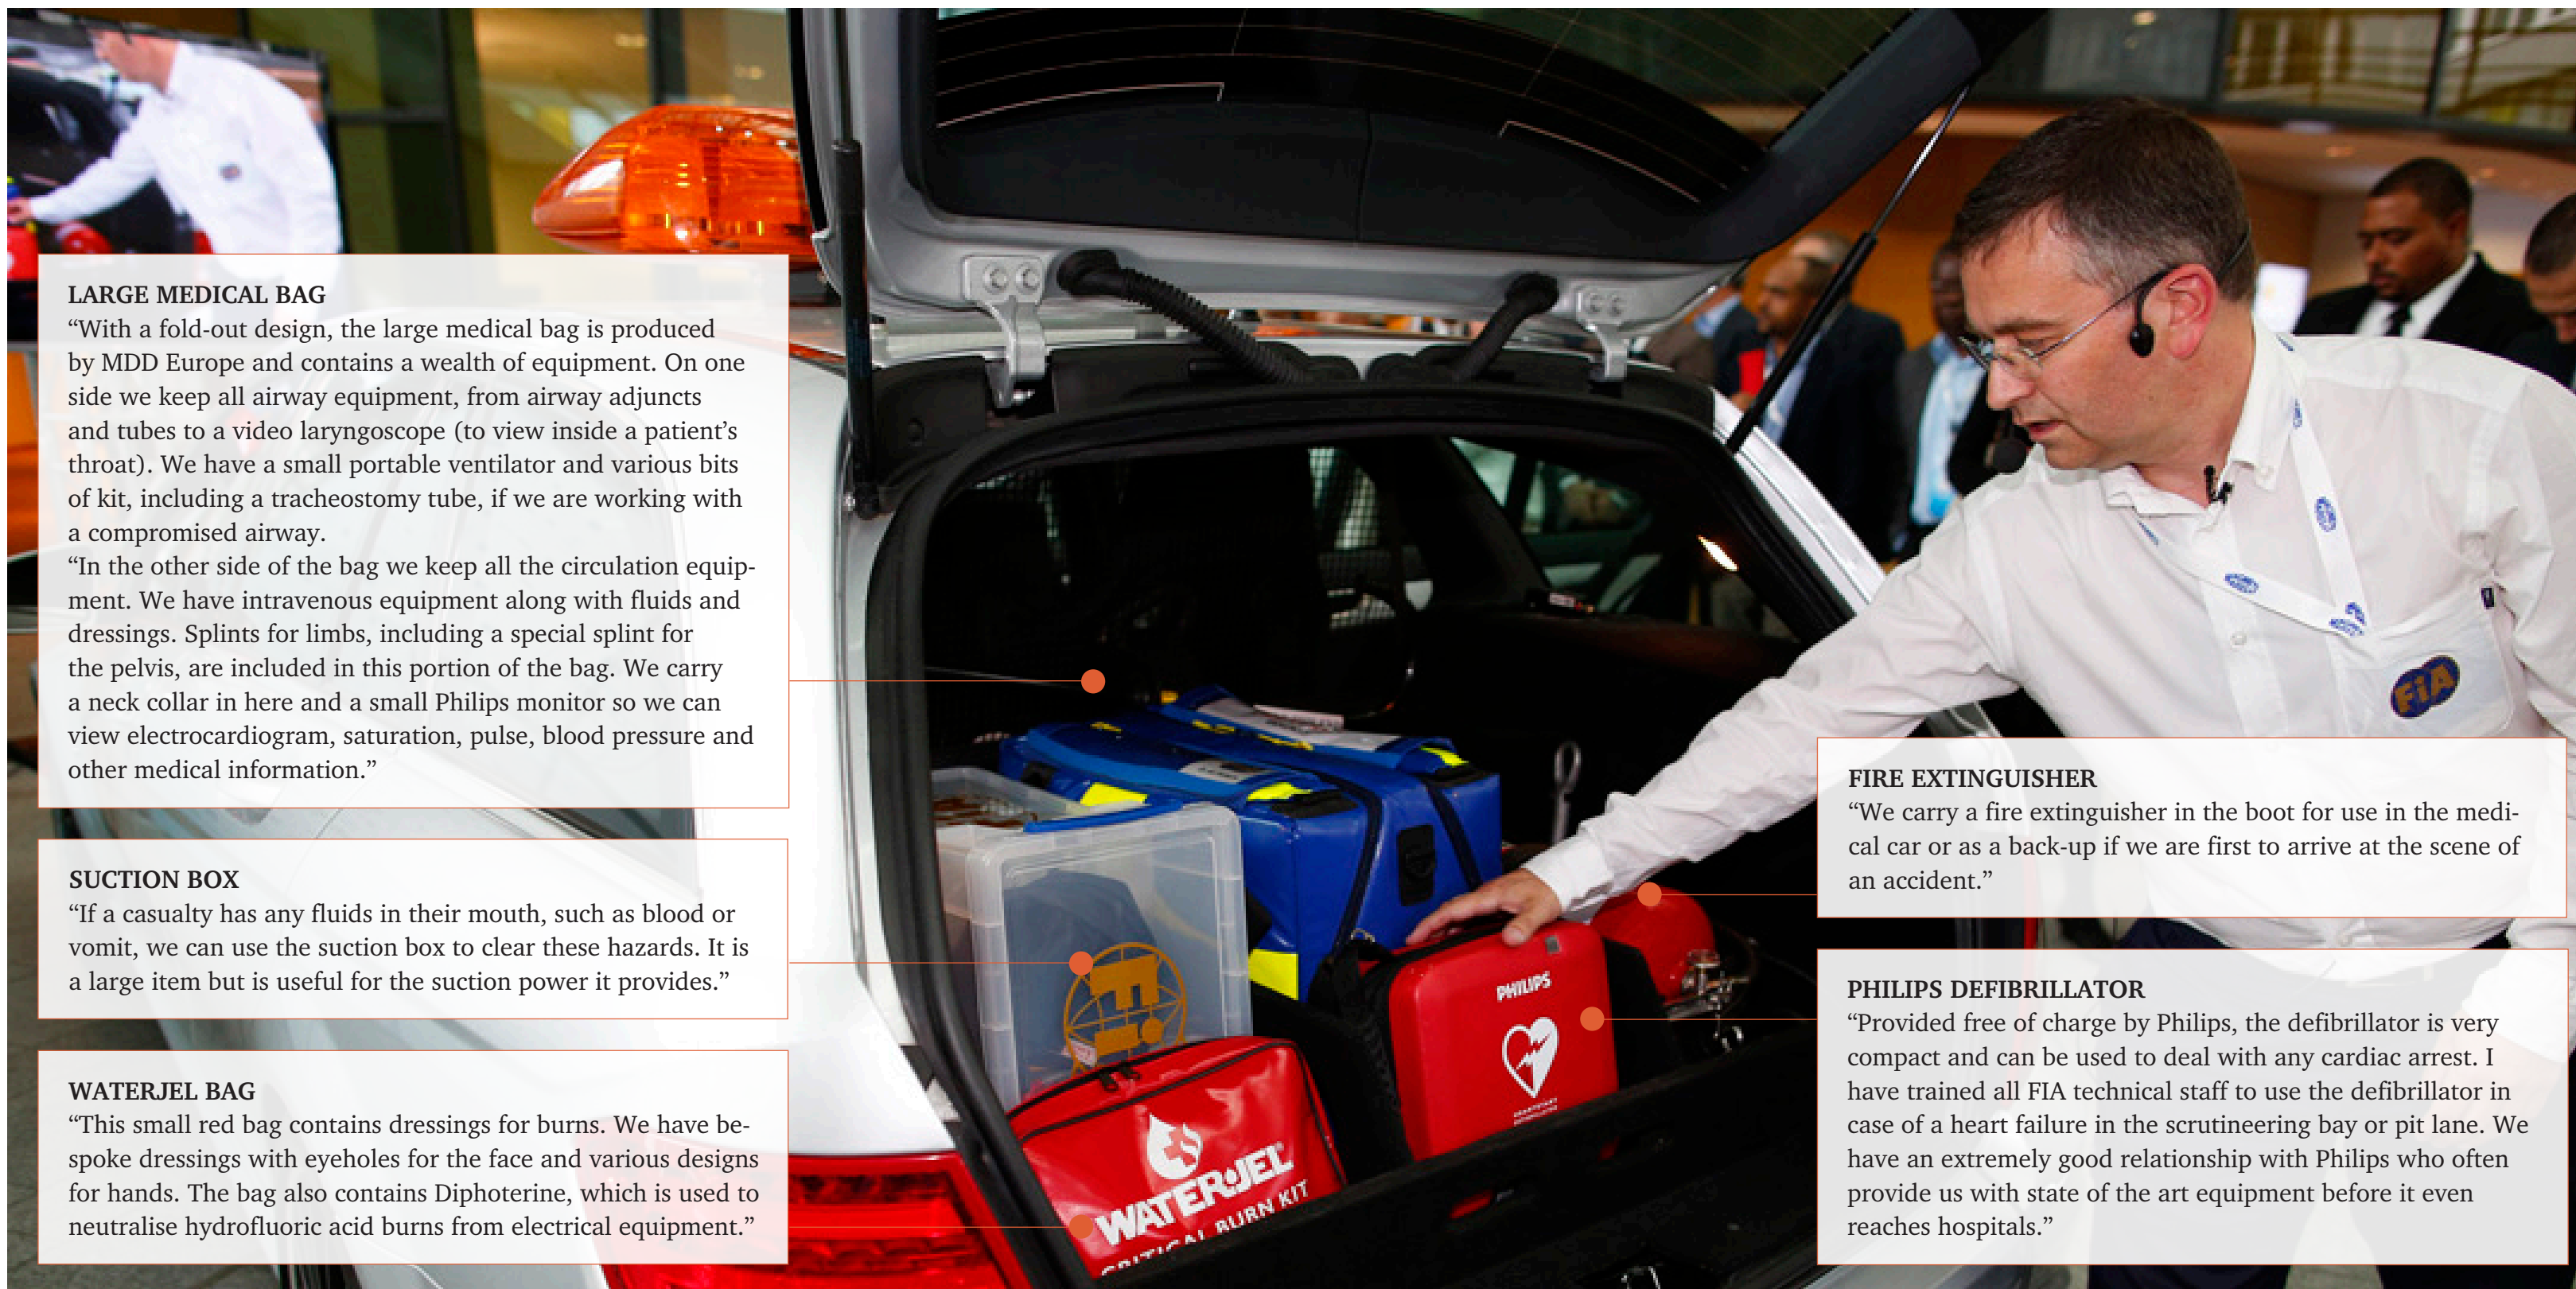 LARGE MEDICAL BAG
“With a fold-out design, the large medical bag is produced
by MDD Europe and contains a wealth of equipment. On one
side we keep all airway equipment, from airway adjuncts
and tubes to a video laryngoscope (to view inside a patient’s
throat). We have a small portable ventilator and various bits
of kit, including a tracheostomy tube, if we are working with
a compromised airway.
“In the other side of the bag we keep all the circulation equip-
ment. We have intravenous equipment along with fluids and
dressings. Splints for limbs, including a special splint for
the pelvis, are included in this portion of the bag. We carry
a neck collar in here and a small Philips monitor so we can
view electrocardiogram, saturation, pulse, blood pressure and
other medical information.”
SUCTION BOX
“If a casualty has any fluids in their mouth, such as blood or
vomit, we can use the suction box to clear these hazards. It is
a large item but is useful for the suction power it provides.”
WATERJEL BAG
“This small red bag contains dressings for burns. We have be-
spoke dressings with eyeholes for the face and various designs
for hands. The bag also contains Diphoterine, which is used to
neutralise hydrofluoric acid burns from electrical equipment.”
PHILIPS
WATER·JEL
CRITICAL BURN KIT
FiA
FIRE EXTINGUISHER
“We carry a fire extinguisher in the boot for use in the medi-
cal car or as a back-up if we are first to arrive at the scene of
an accident.”
PHILIPS DEFIBRILLATOR
“Provided free of charge by Philips, the defibrillator is very
compact and can be used to deal with any cardiac arrest. I
have trained all FIA technical staff to use the defibrillator in
case of a heart failure in the scrutineering bay or pit lane. We
have an extremely good relationship with Philips who often
provide us with state of the art equipment before it even
reaches hospitals.”